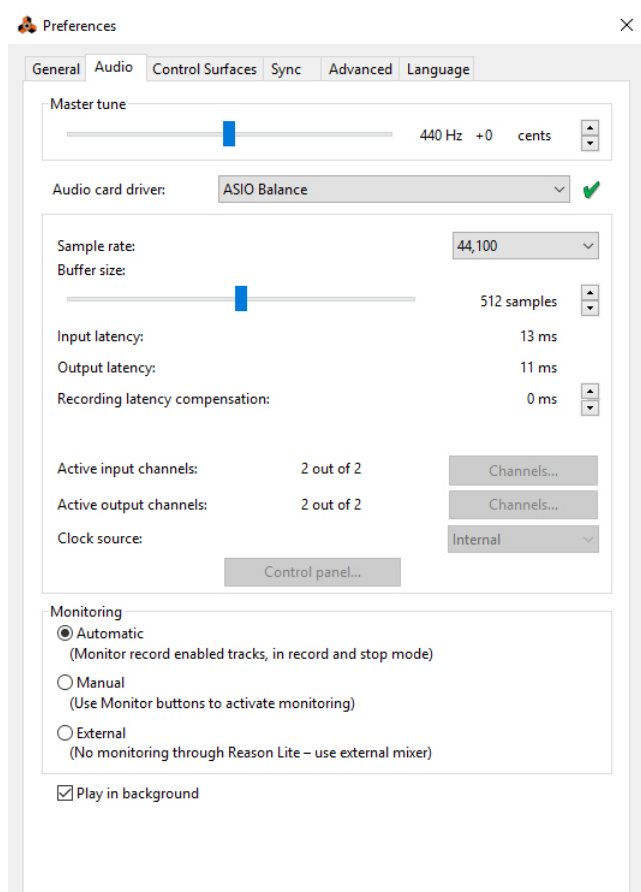 Preferences
General Audio Control Surfaces Sync Advanced Language
Master tune
440 Hz +0 cents
Audio card driver: ASIO Balance
Sample rate: 44,100
Buffer size:
512 samples
Input latency: 13 ms
Output latency: 11 ms
Recording latency compensation: 0 ms
Active input channels: 2 out of 2 Channels...
Active output channels: 2 out of 2 Channels...
Clock source: Internal
Control panel...
Monitoring
Automatic
(Monitor record enabled tracks, in record and stop mode)
Manual
(Use Monitor buttons to activate monitoring)
External
(No monitoring through Reason Lite – use external mixer)
Play in background